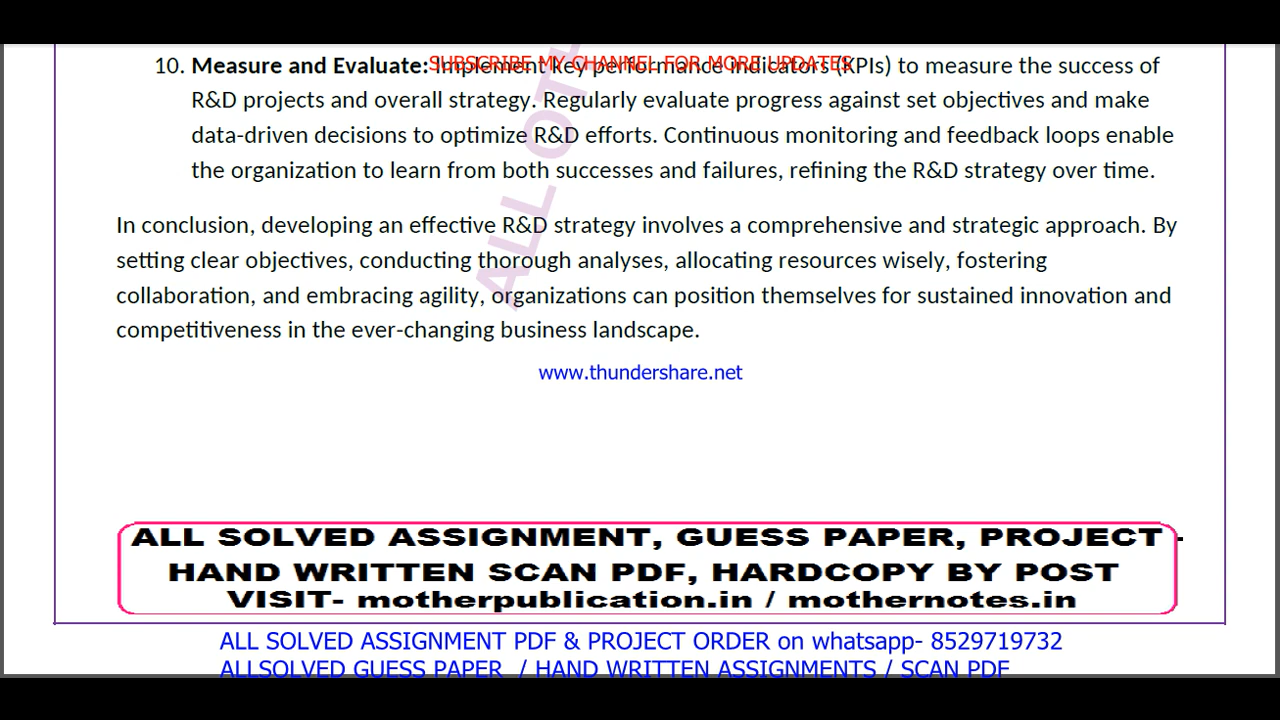 SUBSCRIBE MY CHANNEL FOR MORE UPDATES
10. Measure and Evaluate: Implement key performance indicators (KPIs) to measure the success of
R&D projects and overall strategy. Regularly evaluate progress against set objectives and make
data-driven decisions to optimize R&D efforts. Continuous monitoring and feedback loops enable
the organization to learn from both successes and failures, refining the R&D strategy over time.
ALL OT
In conclusion, developing an effective R&D strategy involves a comprehensive and strategic approach. By
setting clear objectives, conducting thorough analyses, allocating resources wisely, fostering
collaboration, and embracing agility, organizations can position themselves for sustained innovation and
competitiveness in the ever-changing business landscape.
www.thundershare.net
ALL SOLVED ASSIGNMENT, GUESS PAPER, PROJECT -
HAND WRITTEN SCAN PDF, HARDCOPY BY POST
VISIT- motherpublication.in / mothernotes.in
ALL SOLVED ASSIGNMENT PDF & PROJECT ORDER on whatsapp- 8529719732
ALLSOLVED GUESS PAPER / HAND WRITTEN ASSIGNMENTS / SCAN PDF